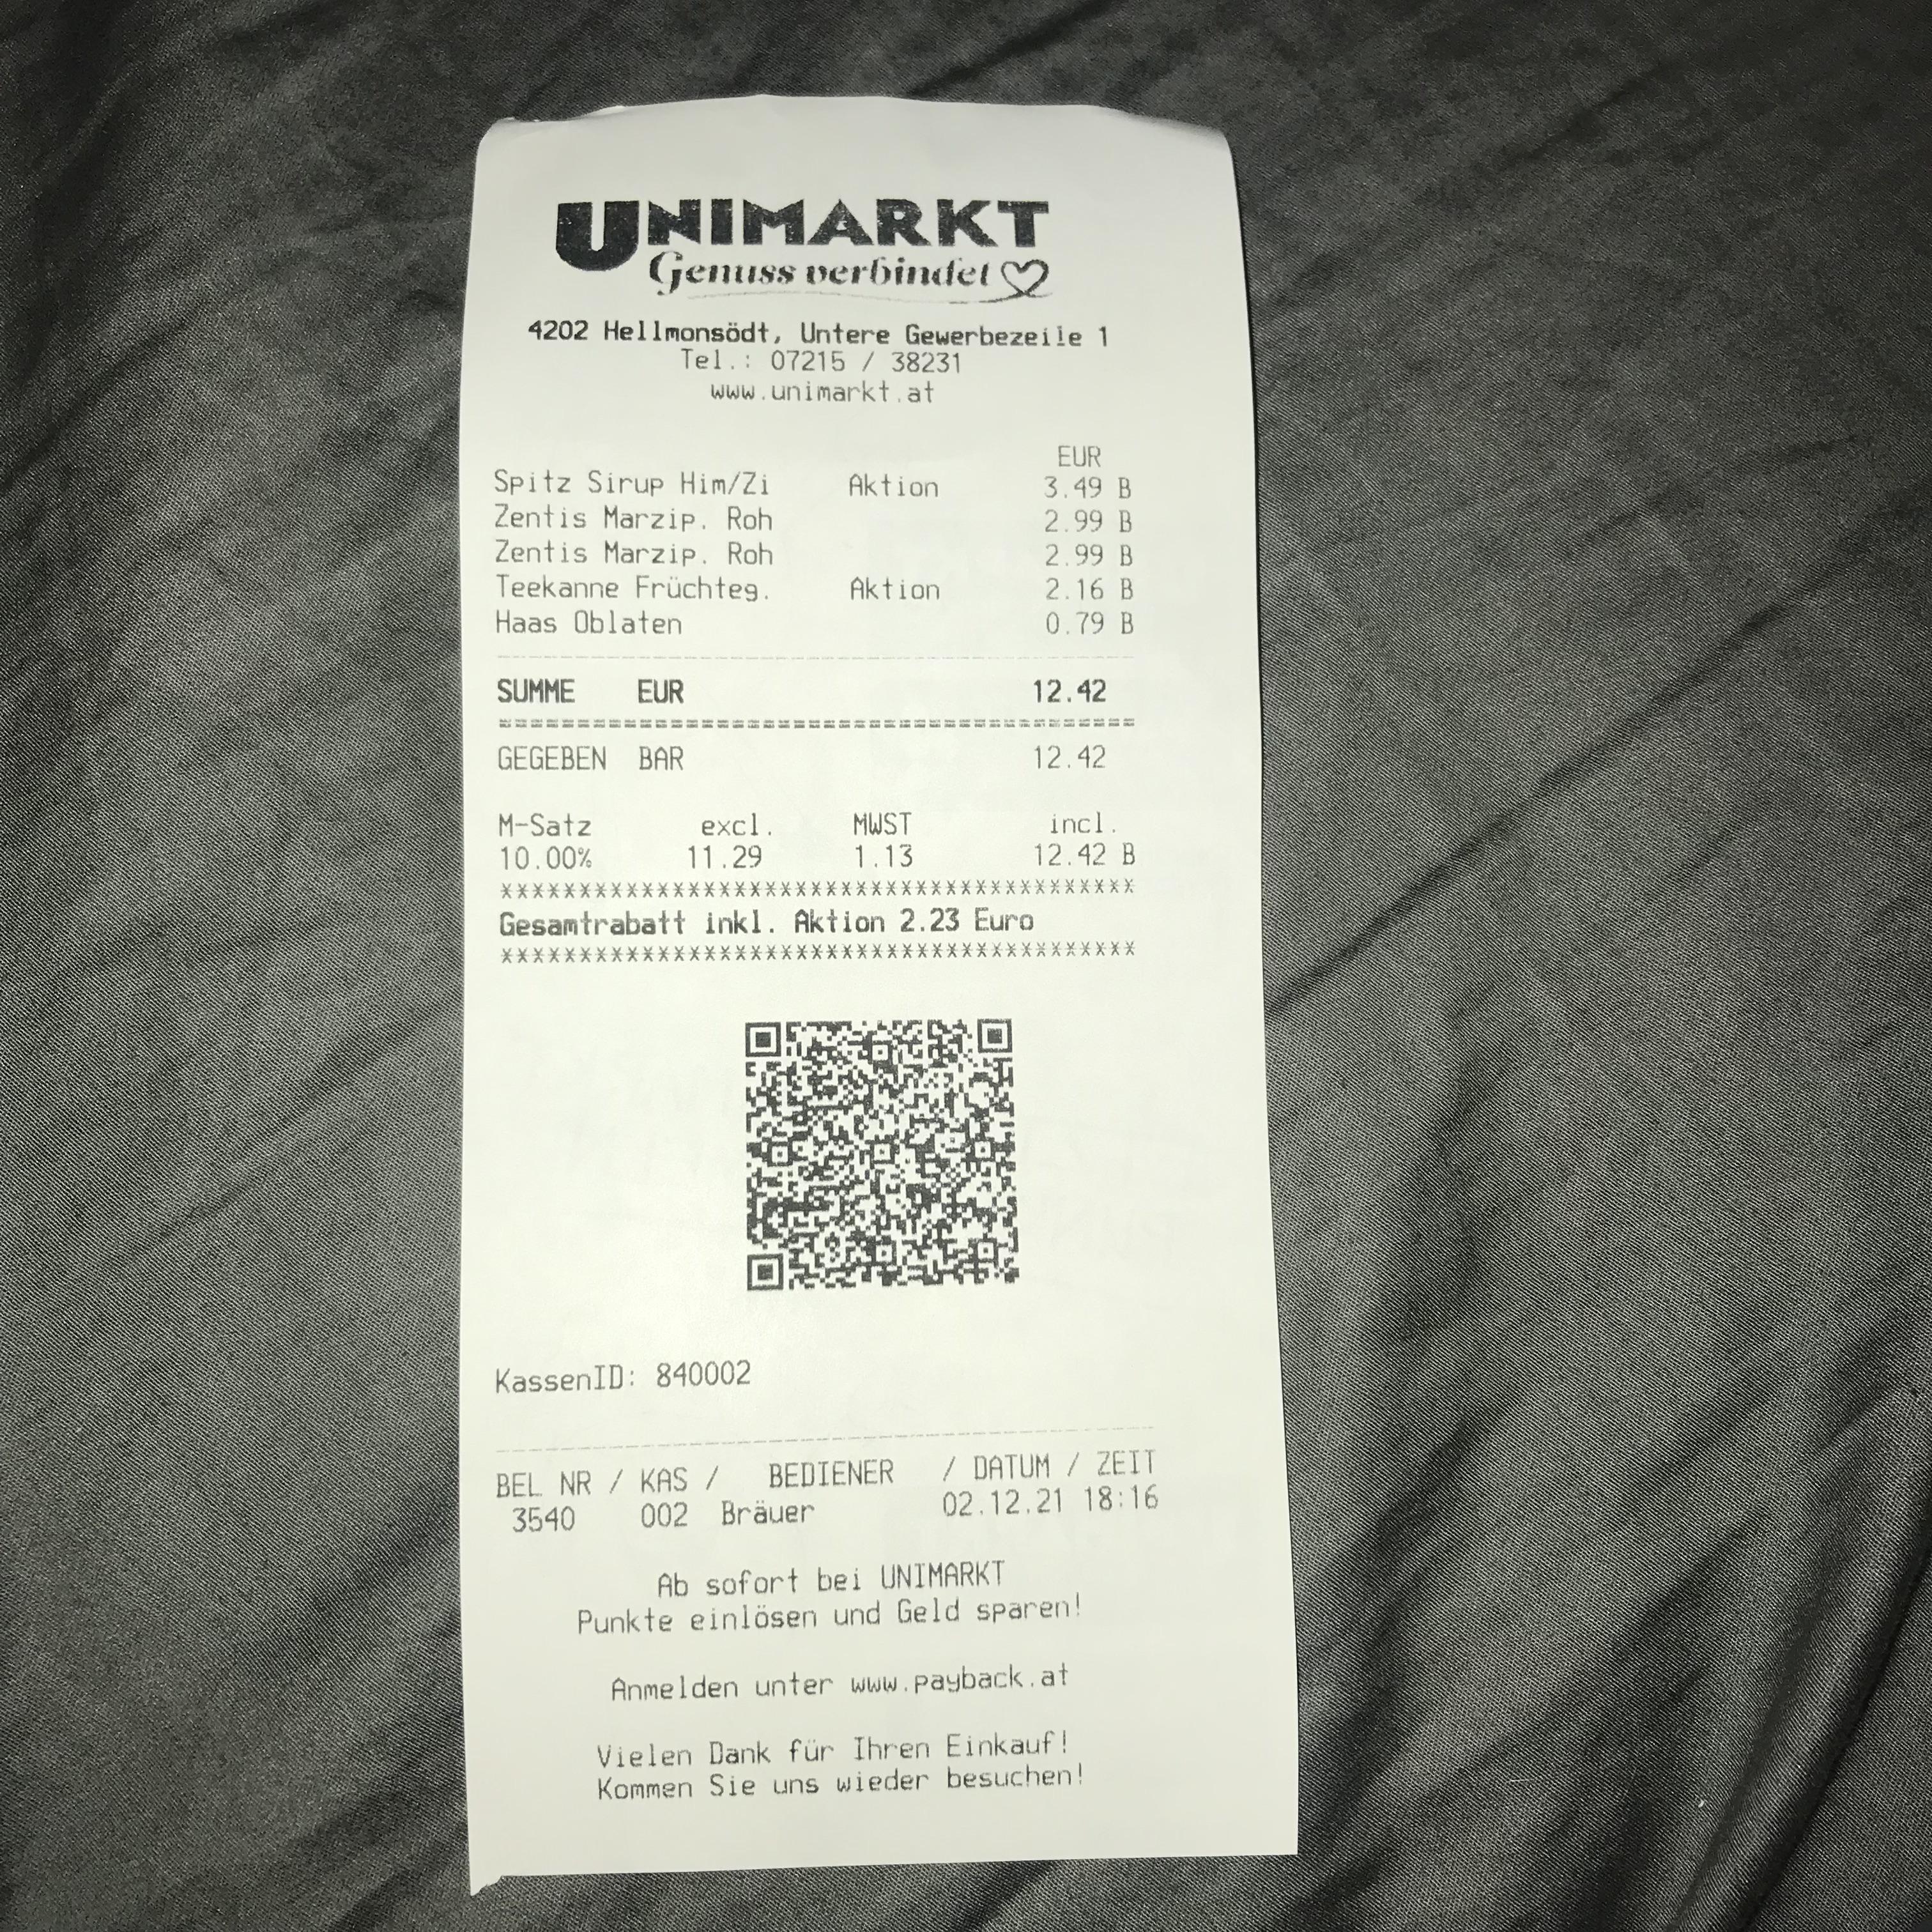 UNIMARKT
Genuss verbindet
4202 Hellmonsödt, Untere Gewerbezeile 1
Tel.: 07215 / 38231
www.unimarkt.at
EUR
Spitz Sirup Him/Zi Aktion 3.49 B
Zentis Marzip. Roh 2.99 B
Zentis Marzip. Roh 2.99 B
Teekanne Früchteg. Aktion 2.16 B
Haas Oblaten 0.79 B
SUMME EUR 12.42
GEGEBEN BAR 12.42
M-Satz excl. MWST incl.
10.00% 11.29 1.13 12.42 B
*****************************************
Gesamtrabatt inkl. Aktion 2.23 Euro
*****************************************
KassenID: 840002
BEL NR / KAS / BEDIENER / DATUM / ZEIT
3540 002 Bräuer 02.12.21 18:16
Ab sofort bei UNIMARKT
Punkte einlösen und Geld sparen!
Anmelden unter www.payback.at
Vielen Dank für Ihren Einkauf!
Kommen Sie uns wieder besuchen!